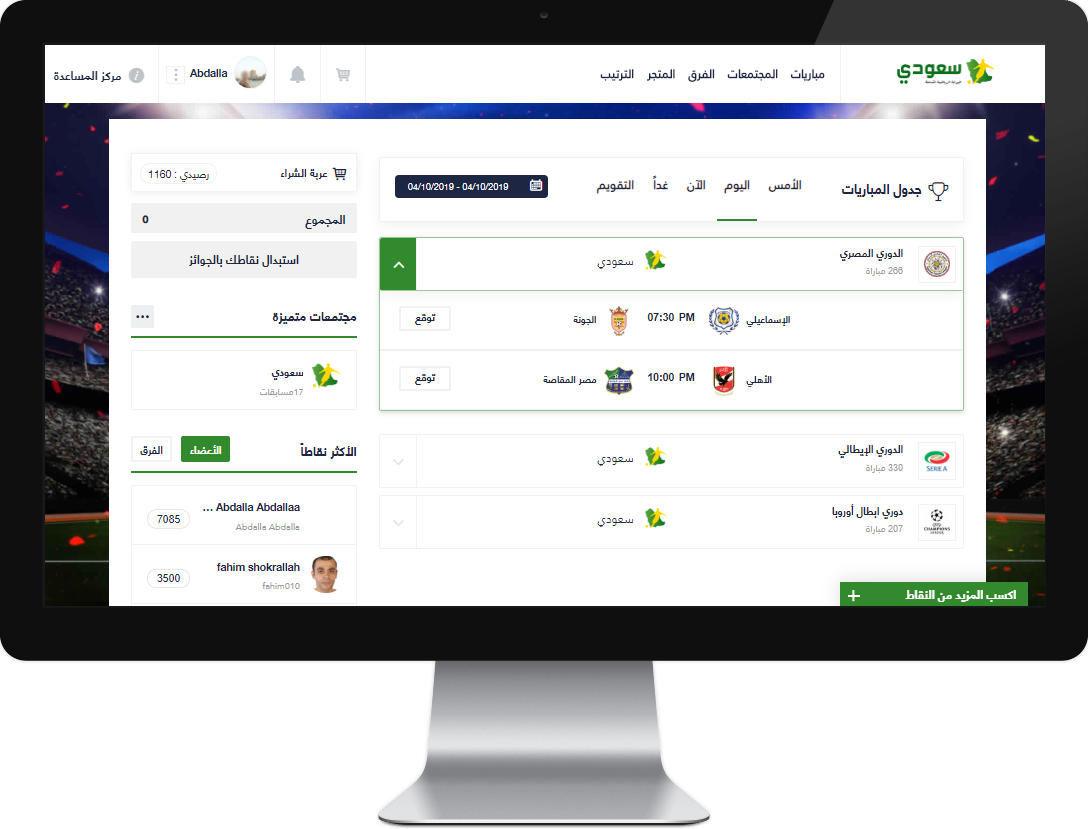 سعودي
مباريات
المجتمعات
الفرق
المتجر
الترتيب
Abdalla
مركز المساعدة
جدول المباريات
الأمس
اليوم
الآن
غداً
التقويم
04/10/2019 - 04/10/2019
الدوري المصري
266 مباراة
سعودي
الإسماعيلي
07:30 PM
الجونة
توقع
الأهلي
10:00 PM
مصر المقاصة
توقع
الدوري الإيطالي
330 مباراة
سعودي
SERIE A
دوري ابطال أوروبا
207 مباراة
سعودي
CHAMPIONS
اكسب المزيد من النقاط
عربة الشراء
رصيدي : 1160
المجموع
0
استبدال نقاطك بالجوائز
مجتمعات متميزة
سعودي
17مسابقات
الأكثر نقاطاً
الأعضاء
الفرق
Abdalla Abdallaa ...
Abdalla Abdalla
7085
fahim shokrallah
fahim010
3500